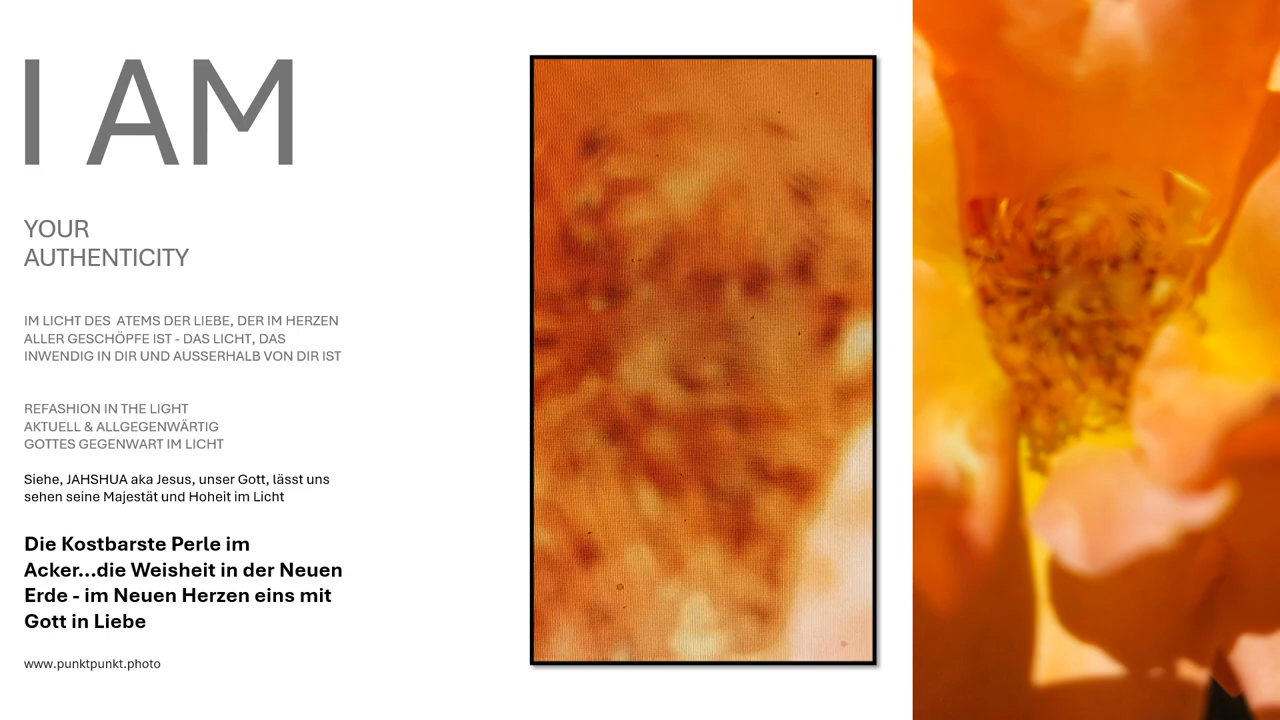 I AM
YOUR
AUTHENTICITY
IM LICHT DES  ATEMS DER LIEBE, DER IM HERZEN
ALLER GESCHÖPFE IST - DAS LICHT, DAS
INWENDIG IN DIR UND AUSSERHALB VON DIR IST
REFASHION IN THE LIGHT
AKTUELL & ALLGEGENWÄRTIG
GOTTES GEGENWART IM LICHT
Siehe, JAHSHUA aka Jesus, unser Gott, lässt uns
sehen seine Majestät und Hoheit im Licht
Die Kostbarste Perle im
Acker...die Weisheit in der Neuen
Erde - im Neuen Herzen eins mit
Gott in Liebe
www.punktpunkt.photo